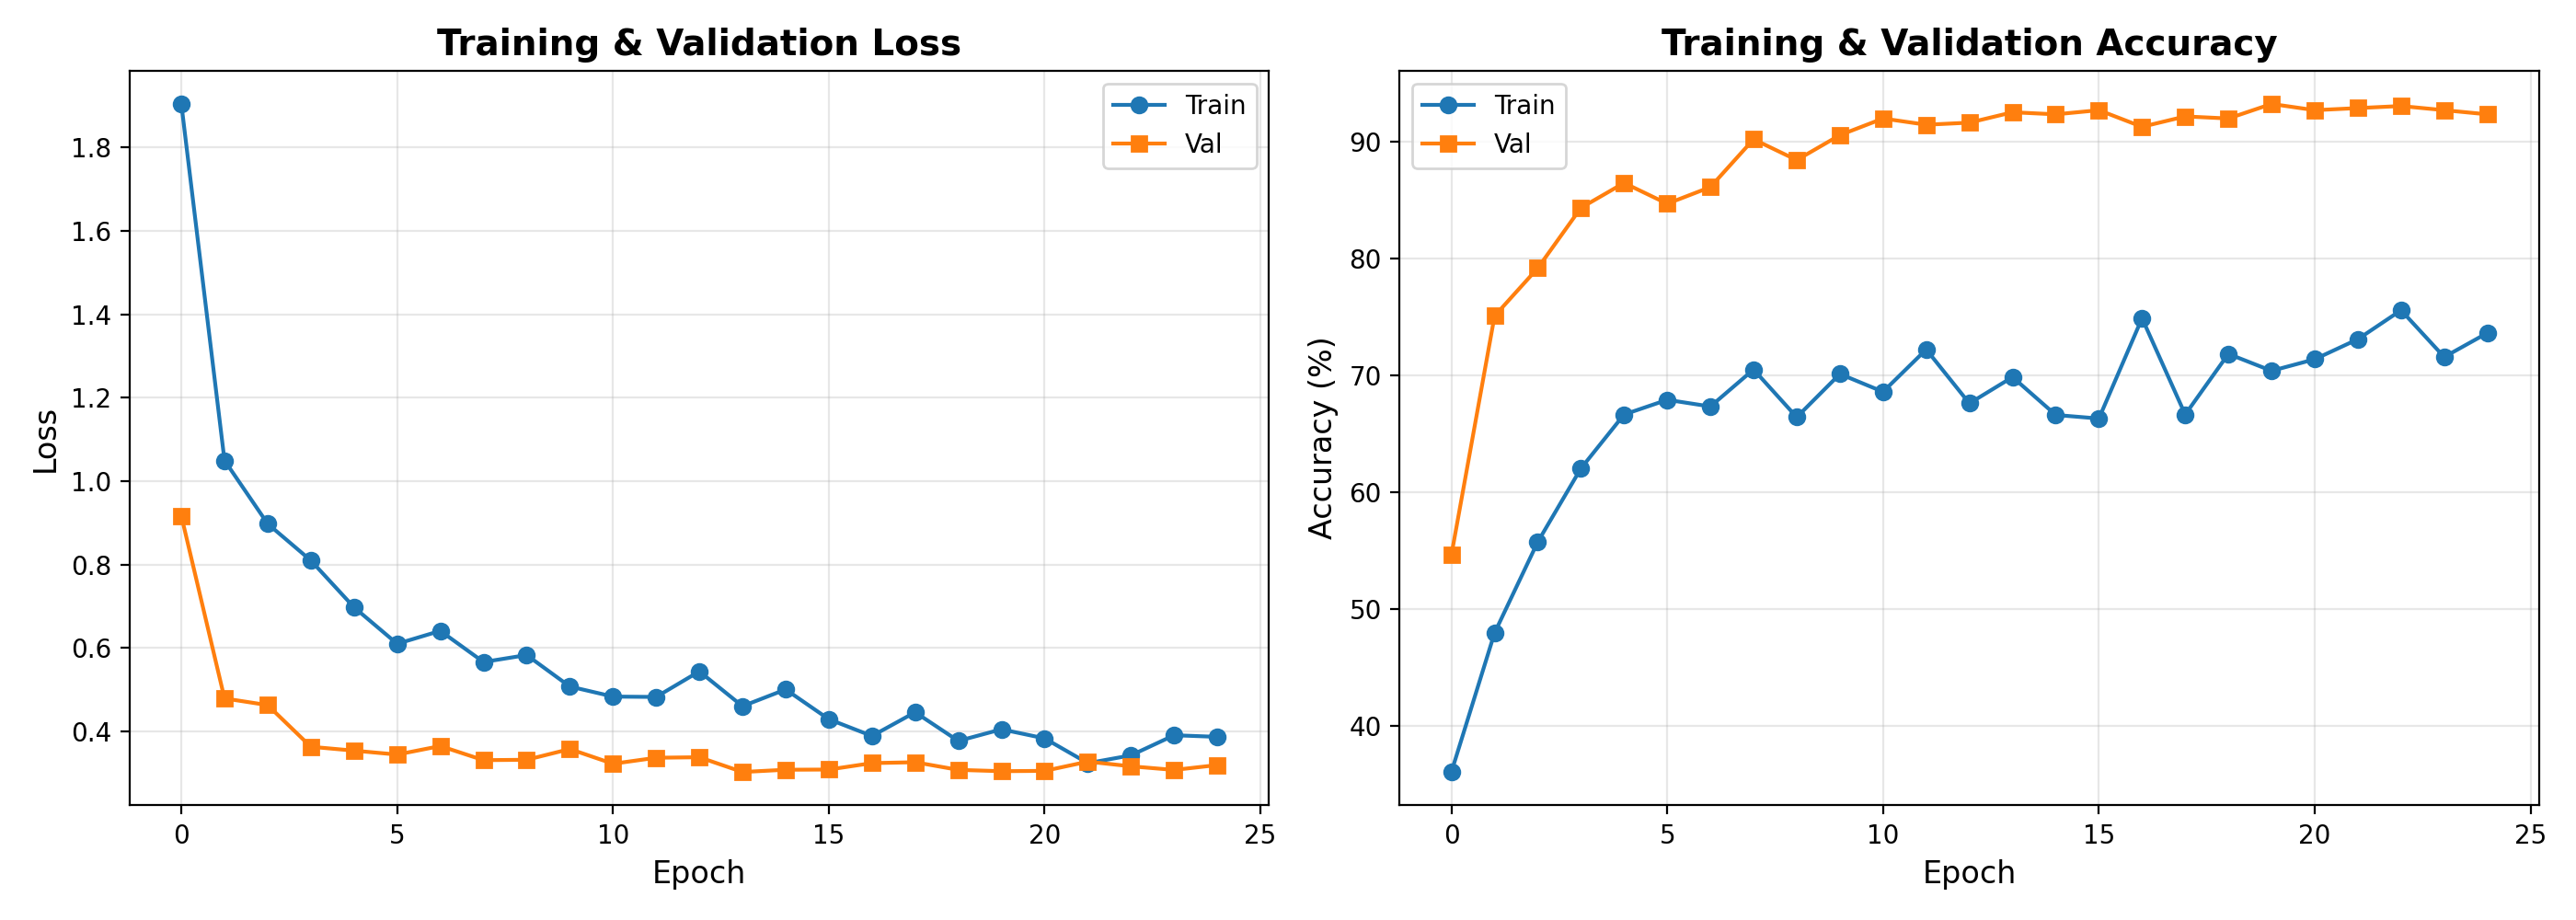 Training & Validation Loss
Train
Val
1.8
1.6
1.4
1.2
1.0
0.8
0.6
0.4
Loss
0 5 10 15 20 25
Epoch
Training & Validation Accuracy
Train
Val
90
80
70
60
50
40
Accuracy (%)
0 5 10 15 20 25
Epoch